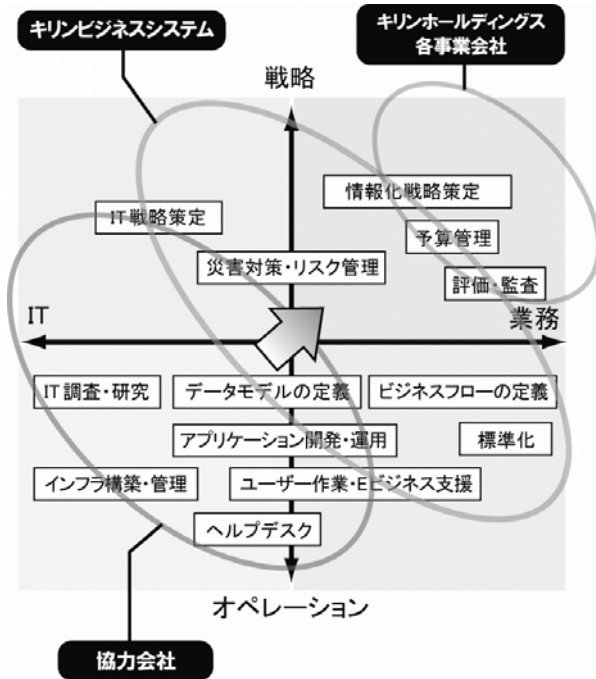 キリンビジネスシステム
キリンホールディングス
各事業会社
戦略
情報化戦略策定
IT戦略策定
予算管理
災害対策・リスク管理
評価・監査
IT
業務
IT調査・研究
データモデルの定義
ビジネスフローの定義
アプリケーション開発・運用
標準化
インフラ構築・管理
ユーザー作業・Eビジネス支援
ヘルプデスク
オペレーション
協力会社